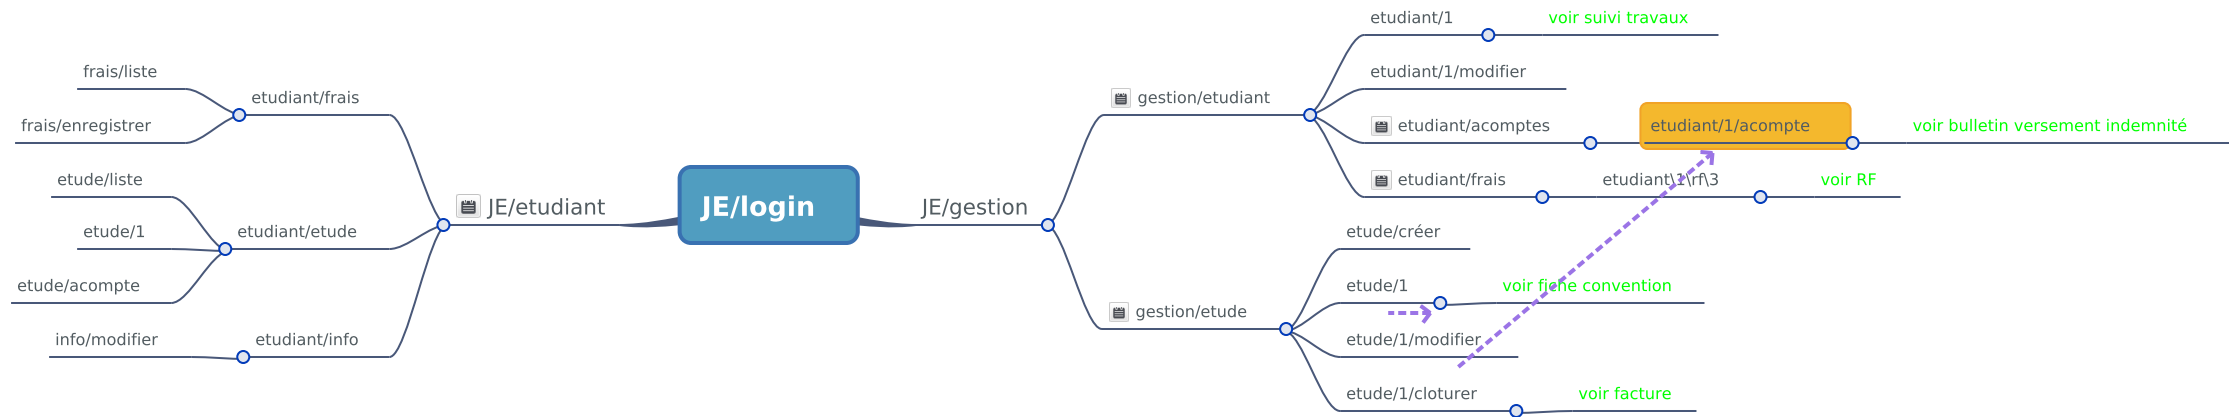 JE/login
JE/etudiant
etudiant/frais
frais/liste
frais/enregistrer
etudiant/etude
etude/liste
etude/1
etude/acompte
etudiant/info
info/modifier
JE/gestion
gestion/etudiant
etudiant/1
voir suivi travaux
etudiant/1/modifier
etudiant/acomptes
etudiant/1/acompte
voir bulletin versement indemnité
etudiant/frais
etudiant\1\rf\3
voir RF
gestion/etude
etude/créer
etude/1
voir fiche convention
etude/1/modifier
etude/1/cloturer
voir facture